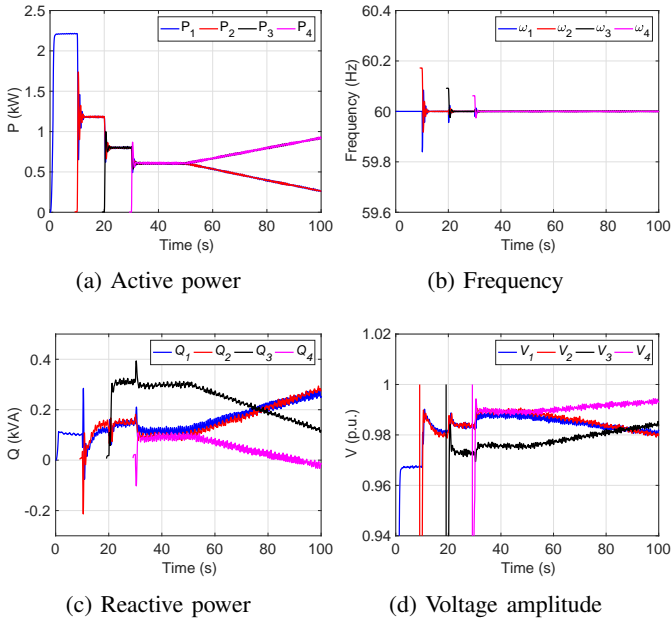 P₁ P₂ P₃ P₄
2.5
2
1.5
1
0.5
0
P (kW)
0 20 40 60 80 100
Time (s)
(a) Active power
ω₁ ω₂ ω₃ ω₄
60.4
60.2
60
59.8
59.6
Frequency (Hz)
0 20 40 60 80 100
Time (s)
(b) Frequency
Q₁ Q₂ Q₃ Q₄
0.4
0.2
0
-0.2
Q (kVA)
0 20 40 60 80 100
Time (s)
(c) Reactive power
V₁ V₂ V₃ V₄
1.02
1
0.98
0.96
0.94
V (p.u.)
0 20 40 60 80 100
Time (s)
(d) Voltage amplitude